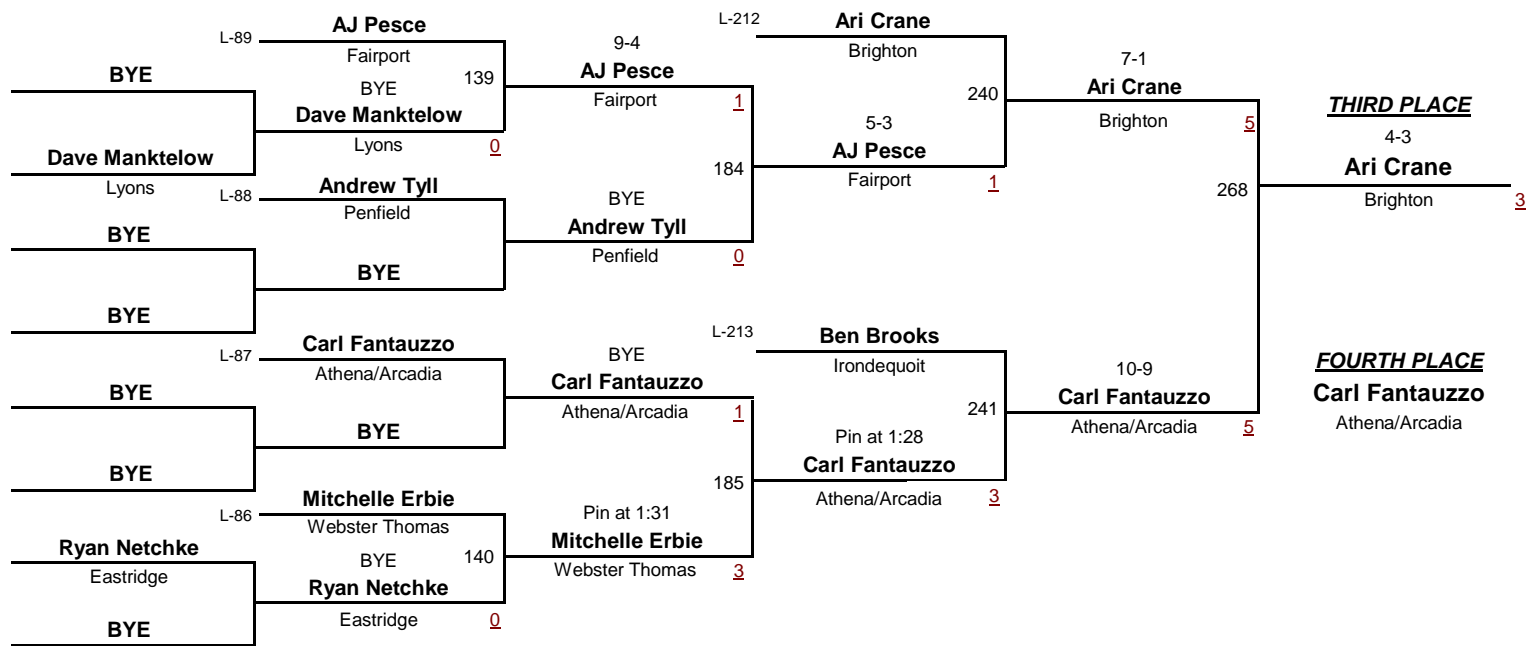 L-89
AJ Pesce
Fairport
BYE
139
BYE
Dave Manktelow
Lyons
0
Dave Manktelow
Lyons
9-4
AJ Pesce
Fairport
1
L-88
Andrew Tyll
Penfield
BYE
BYE
BYE
184
BYE
Andrew Tyll
Penfield
0
L-212
Ari Crane
Brighton
240
5-3
AJ Pesce
Fairport
1
7-1
Ari Crane
Brighton
5
THIRD PLACE
4-3
Ari Crane
Brighton
3
268
L-87
Carl Fantauzzo
Athena/Arcadia
BYE
BYE
BYE
BYE
Carl Fantauzzo
Athena/Arcadia
1
L-213
Ben Brooks
Irondequoit
241
10-9
Carl Fantauzzo
Athena/Arcadia
5
FOURTH PLACE
Carl Fantauzzo
Athena/Arcadia
185
Pin at 1:28
Carl Fantauzzo
Athena/Arcadia
3
L-86
Mitchelle Erbie
Webster Thomas
Ryan Netchke
Eastridge
BYE
140
Ryan Netchke
Eastridge
0
BYE
Pin at 1:31
Mitchelle Erbie
Webster Thomas
3